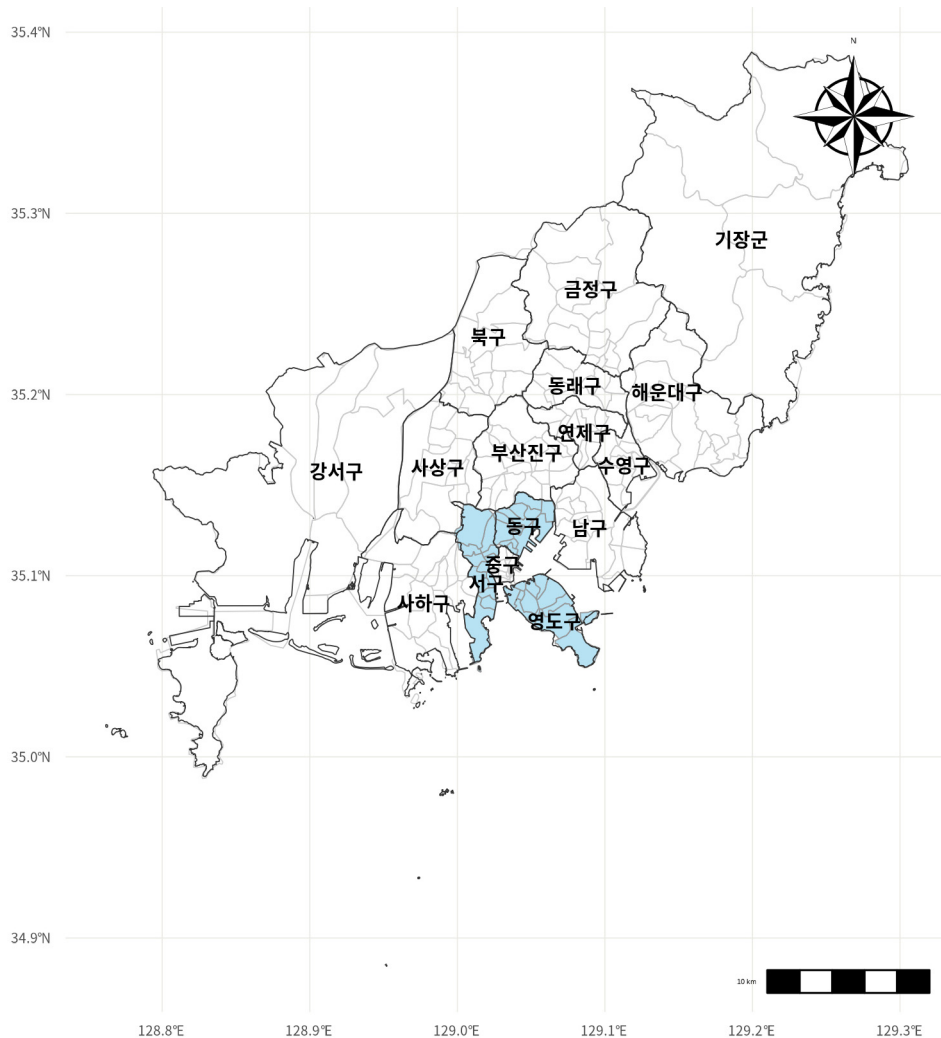 35.4°N
N
35.3°N
기장군
금정구
북구
동래구
해운대구
35.2°N
연제구
부산진구
수영구
사상구
강서구
동구
남구
중구
35.1°N
서구
사하구
영도구
35.0°N
34.9°N
10 km
128.8°E
128.9°E
129.0°E
129.1°E
129.2°E
129.3°E